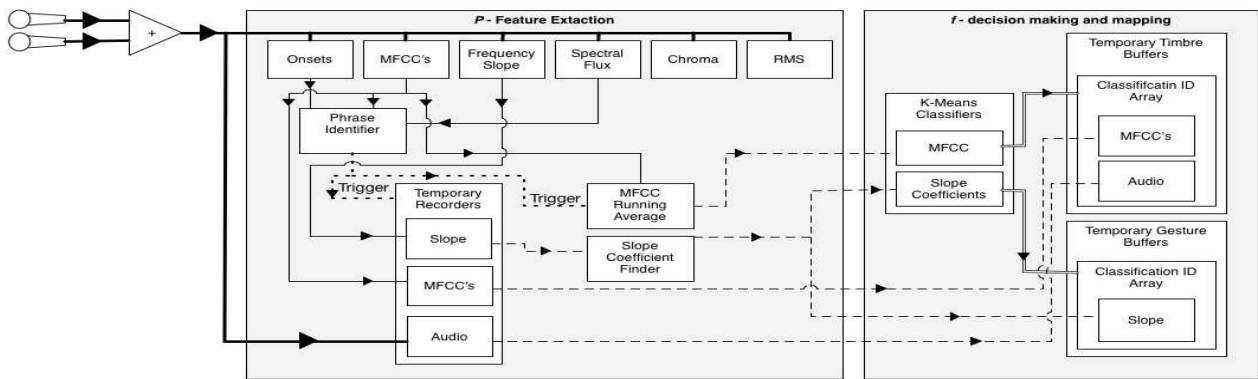 P - Feature Extaction
f - decision making and mapping
+
Onsets
MFCC's
Frequency
Slope
Spectral
Flux
Chroma
RMS
Phrase
Identifier
Trigger
Trigger
Temporary
Recorders
Slope
MFCC's
Audio
MFCC
Running
Average
Slope
Coefficient
Finder
K-Means
Classifiers
MFCC
Slope
Coefficients
Temporary Timbre
Buffers
Classififcatin ID
Array
MFCC's
Audio
Temporary Gesture
Buffers
Classification ID
Array
Slope